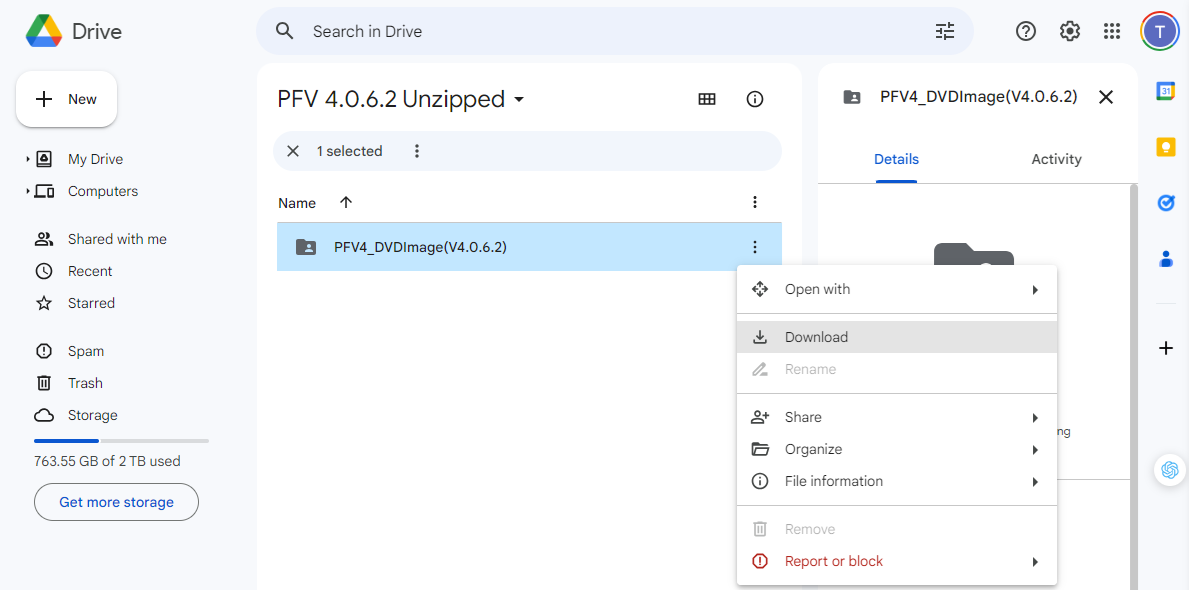 Drive
Search in Drive
T
New
PFV 4.0.6.2 Unzipped
PFV4_DVDImage(V4.0.6.2)
31
1 selected
Details
Activity
My Drive
Computers
Name
Shared with me
PFV4_DVDImage(V4.0.6.2)
Recent
Starred
Open with
Download
Spam
Rename
Trash
Storage
Share
ng
763.55 GB of 2 TB used
Organize
File information
Get more storage
Remove
Report or block